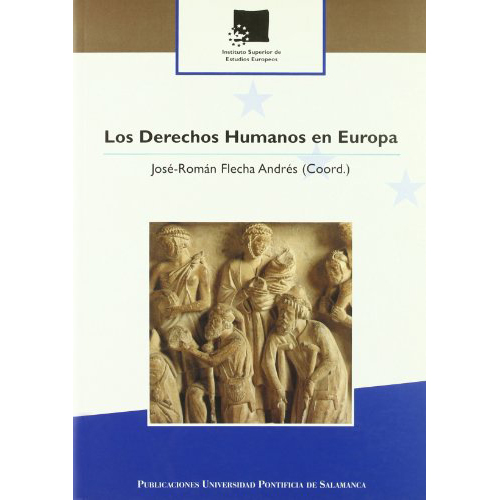 Instituto Superior de
Estudios Europeos
Los Derechos Humanos en Europa
José-Román Flecha Andrés (Coord.)
PUBLICACIONES UNIVERSIDAD PONTIFICIA DE SALAMANCA